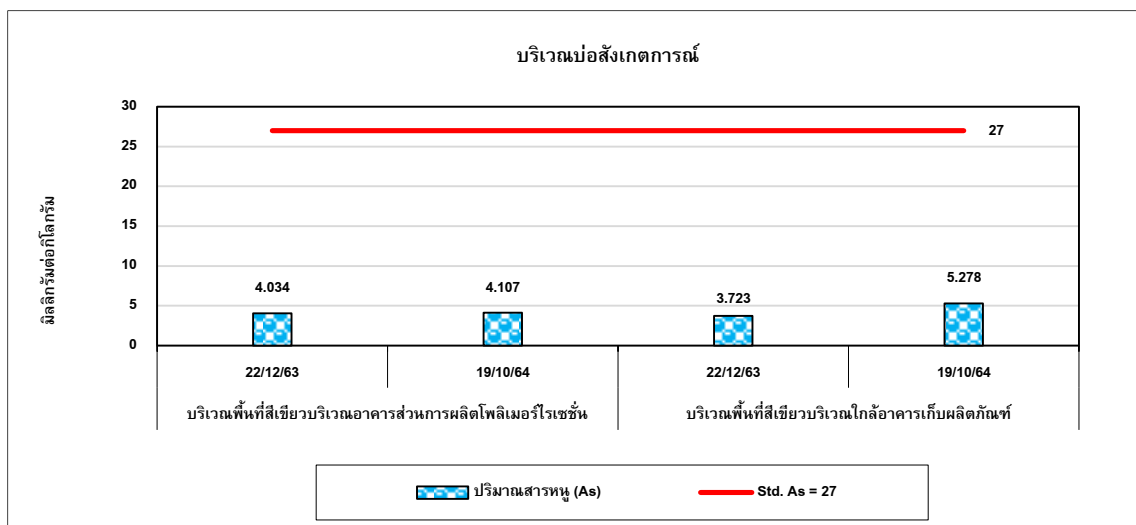 บริเวณบ่อสังเกตการณ์
มิลลิกรัมต่อกิโลกรัม
30
25
20
15
10
5
0
27
4.034
4.107
3.723
5.278
22/12/63
19/10/64
22/12/63
19/10/64
บริเวณพื้นที่สีเขียวบริเวณอาคารส่วนการผลิตโพลิเมอร์ไรเซชั่น
บริเวณพื้นที่สีเขียวบริเวณใกล้อาคารเก็บผลิตภัณฑ์
ปริมาณสารหนู (As)
Std. As = 27